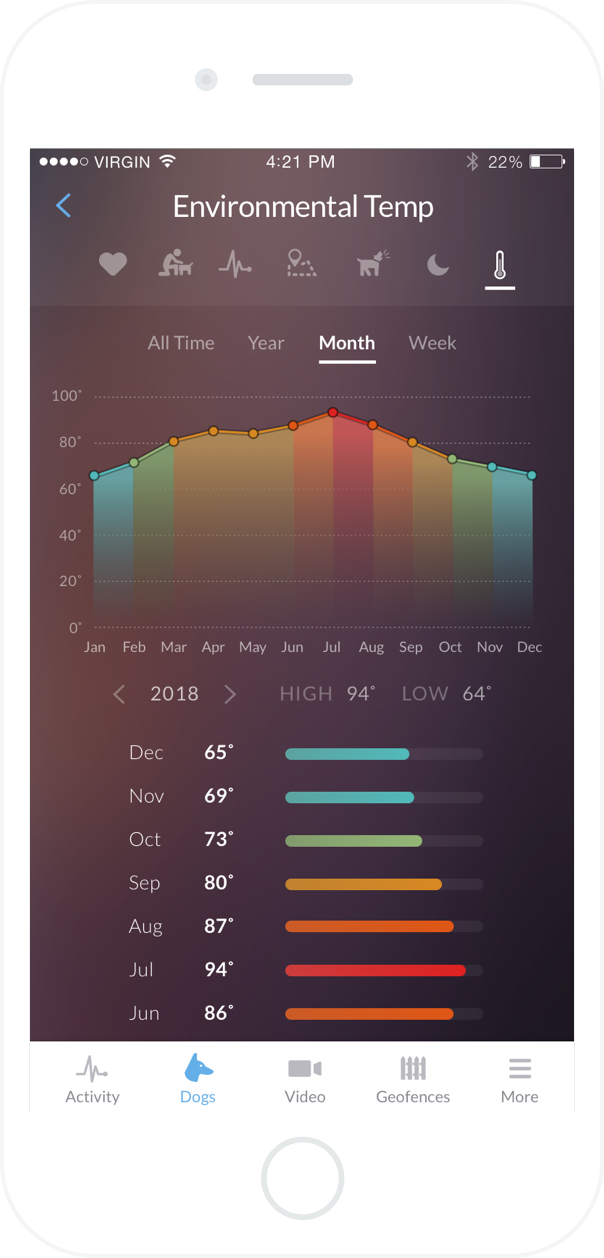 VIRGIN 4:21 PM 22%
Environmental Temp
All Time Year Month Week
100°
80°
60°
40°
20°
0°
Jan Feb Mar Apr May Jun Jul Aug Sep Oct Nov Dec
2018 HIGH 94° LOW 64°
Dec 65°
Nov 69°
Oct 73°
Sep 80°
Aug 87°
Jul 94°
Jun 86°
Activity Dogs Video Geofences More